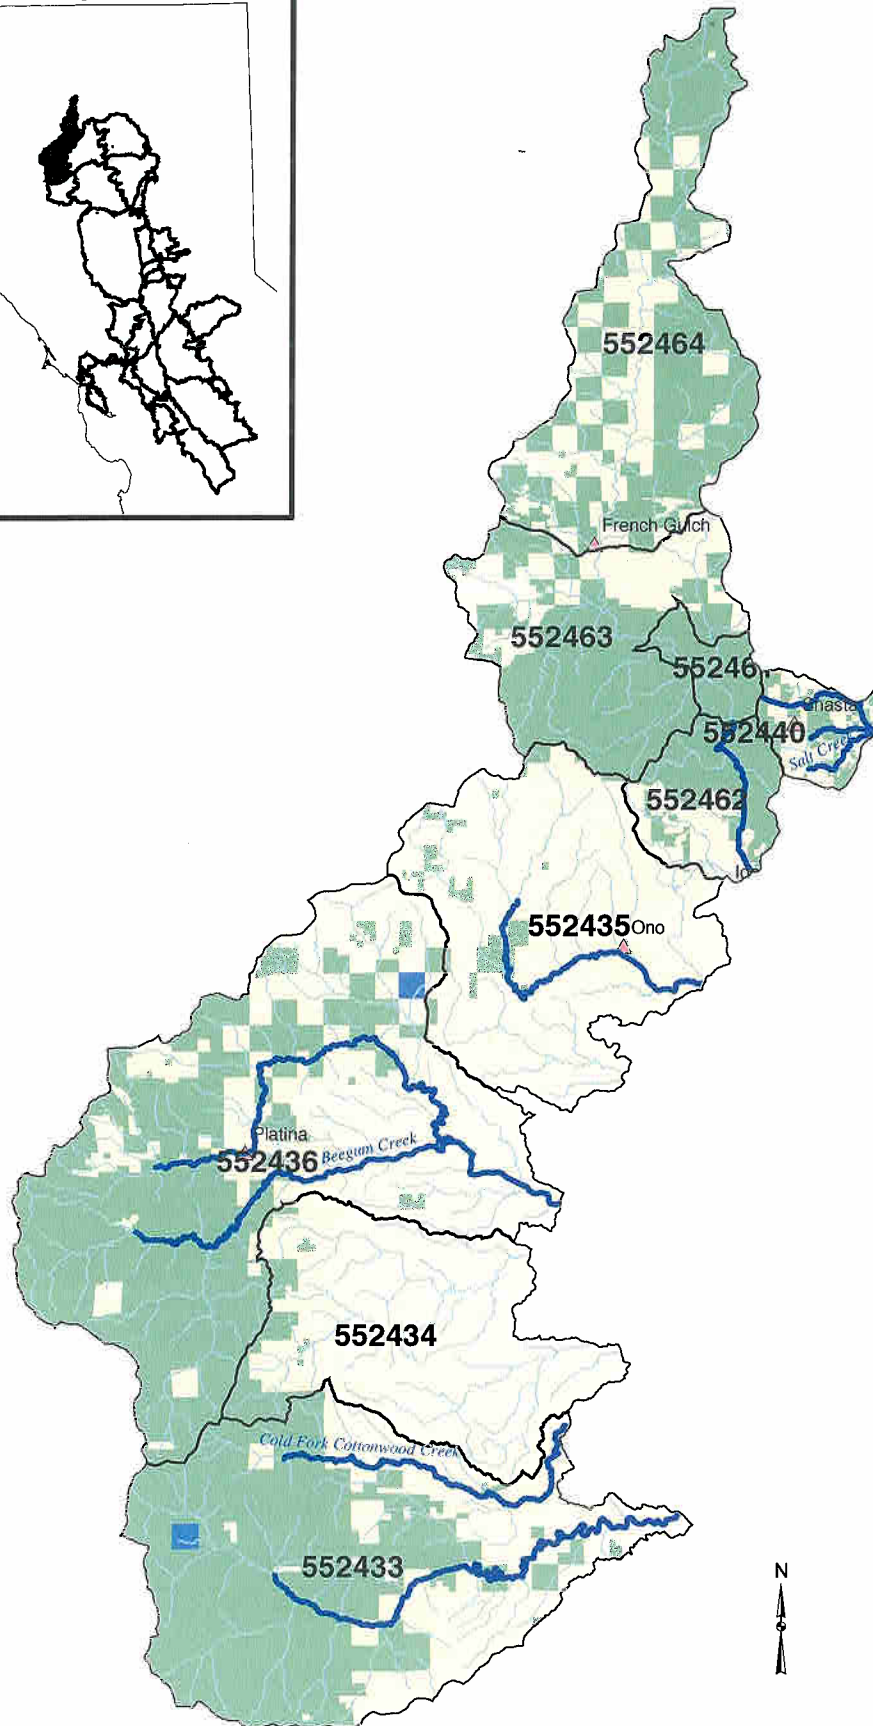 552464
French Gulch
552463
55246
Shasta
552440
Salt Creek
552462
552435
Ono
Platina
552436
Beegum Creek
552434
Cold Fork Cottonwood Creek
552433
N